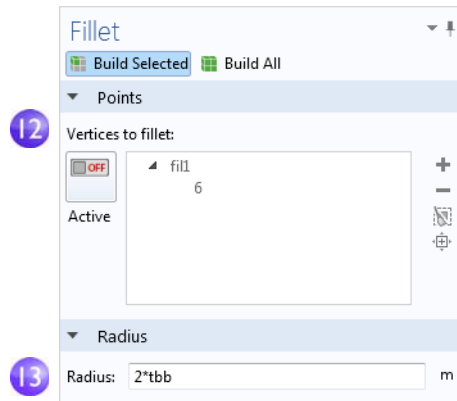 Fillet
Build Selected Build All
Points
12
Vertices to fillet:
OFF
fil1
6
Active
Radius
13
Radius: 2*tbb m